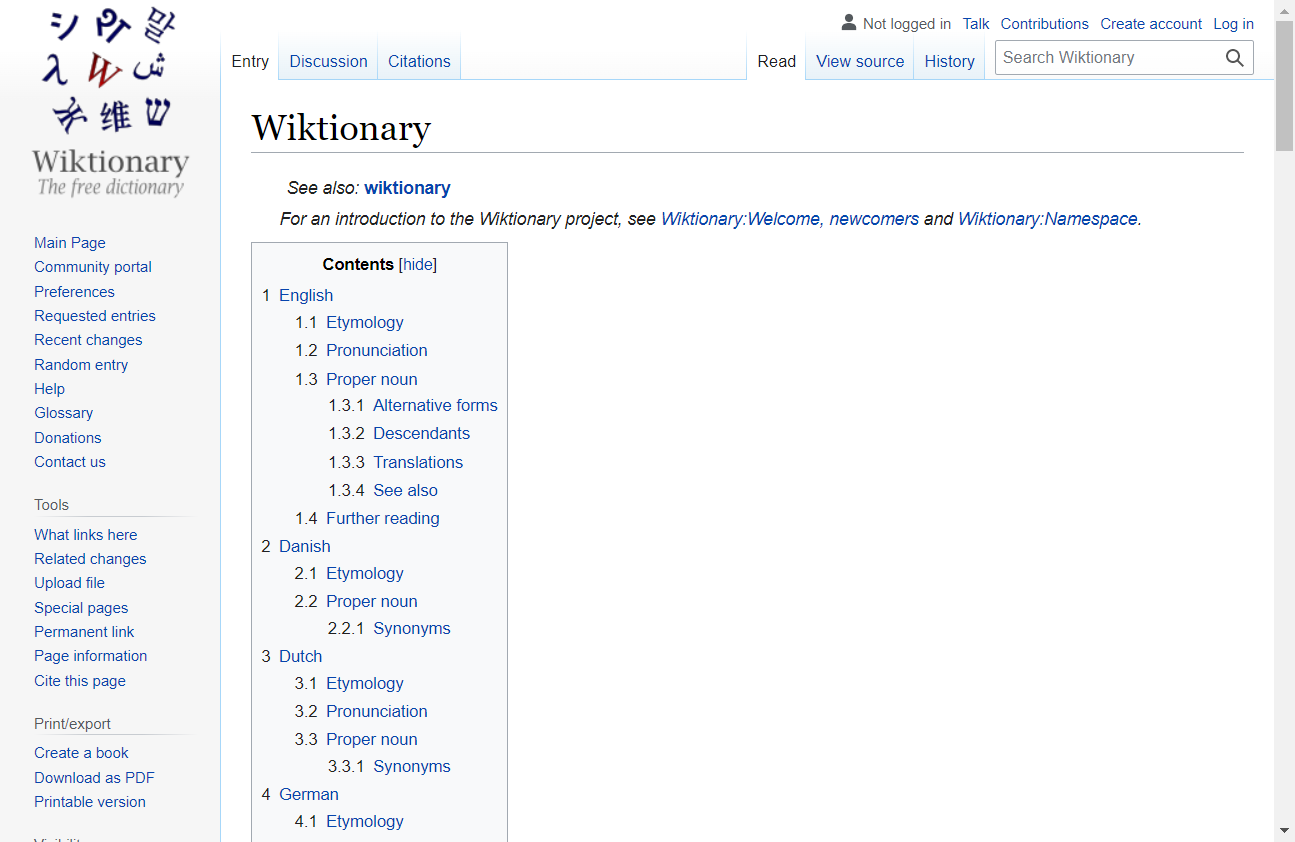 シ ரு 말
λ W ش
维 ש
Wiktionary
The free dictionary
Not logged in Talk Contributions Create account Log in
Entry Discussion Citations Read View source History Search Wiktionary
Wiktionary
See also: wiktionary
For an introduction to the Wiktionary project, see Wiktionary:Welcome, newcomers and Wiktionary:Namespace.
Contents [hide]
1 English
1.1 Etymology
1.2 Pronunciation
1.3 Proper noun
1.3.1 Alternative forms
1.3.2 Descendants
1.3.3 Translations
1.3.4 See also
1.4 Further reading
2 Danish
2.1 Etymology
2.2 Proper noun
2.2.1 Synonyms
3 Dutch
3.1 Etymology
3.2 Pronunciation
3.3 Proper noun
3.3.1 Synonyms
4 German
4.1 Etymology
Main Page
Community portal
Preferences
Requested entries
Recent changes
Random entry
Help
Glossary
Donations
Contact us
Tools
What links here
Related changes
Upload file
Special pages
Permanent link
Page information
Cite this page
Print/export
Create a book
Download as PDF
Printable version